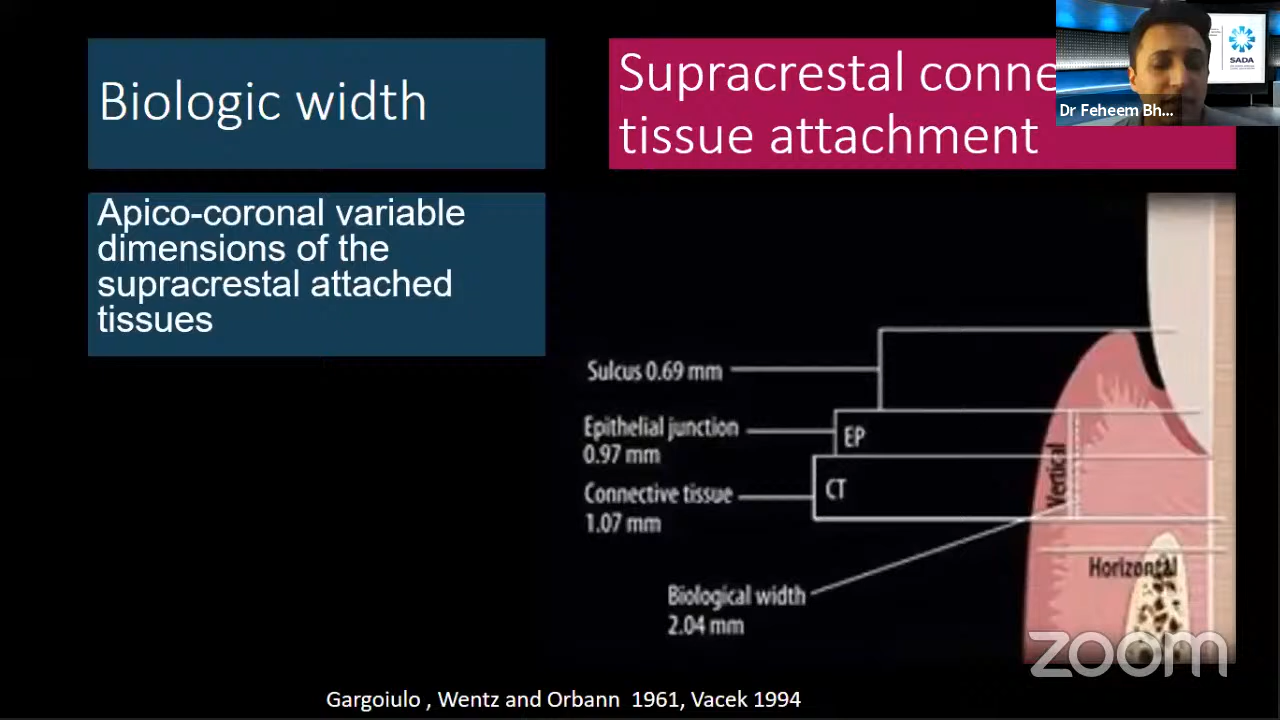 Biologic width
Supracrestal conne
tissue attachment
SADA
Dr Feheem Bh...
Apico-coronal variable
dimensions of the
supracrestal attached
tissues
Sulcus 0.69 mm
Epithelial junction
0.97 mm
EP
Connective tissue
1.07 mm
CT
Vertical
Horizontal
Biological width
2.04 mm
zoom
Gargoiulo , Wentz and Orbann 1961, Vacek 1994